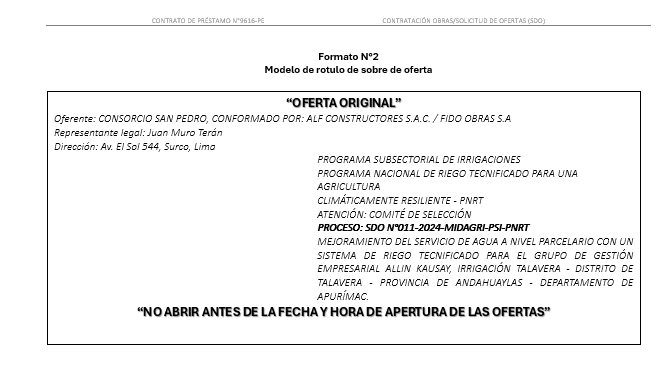 CONTRATO DE PRÉSTAMO N°9616-PE CONTRATACIÓN OBRAS/SOLICITUD DE OFERTAS (SDO)
Formato N°2
Modelo de rotulo de sobre de oferta
“OFERTA ORIGINAL”
Oferente: CONSORCIO SAN PEDRO, CONFORMADO POR: ALF CONSTRUCTORES S.A.C. / FIDO OBRAS S.A
Representante legal: Juan Muro Terán
Dirección: Av. El Sol 544, Surco, Lima
PROGRAMA SUBSECTORIAL DE IRRIGACIONES
PROGRAMA NACIONAL DE RIEGO TECNIFICADO PARA UNA
AGRICULTURA
CLIMÁTICAMENTE RESILIENTE - PNRT
ATENCIÓN: COMITÉ DE SELECCIÓN
PROCESO: SDO N°011-2024-MIDAGRI-PSI-PNRT
MEJORAMIENTO DEL SERVICIO DE AGUA A NIVEL PARCELARIO CON UN
SISTEMA DE RIEGO TECNIFICADO PARA EL GRUPO DE GESTIÓN
EMPRESARIAL ALLIN KAUSAY, IRRIGACIÓN TALAVERA - DISTRITO DE
TALAVERA - PROVINCIA DE ANDAHUAYLAS - DEPARTAMENTO DE
APURÍMAC.
“NO ABRIR ANTES DE LA FECHA Y HORA DE APERTURA DE LAS OFERTAS”